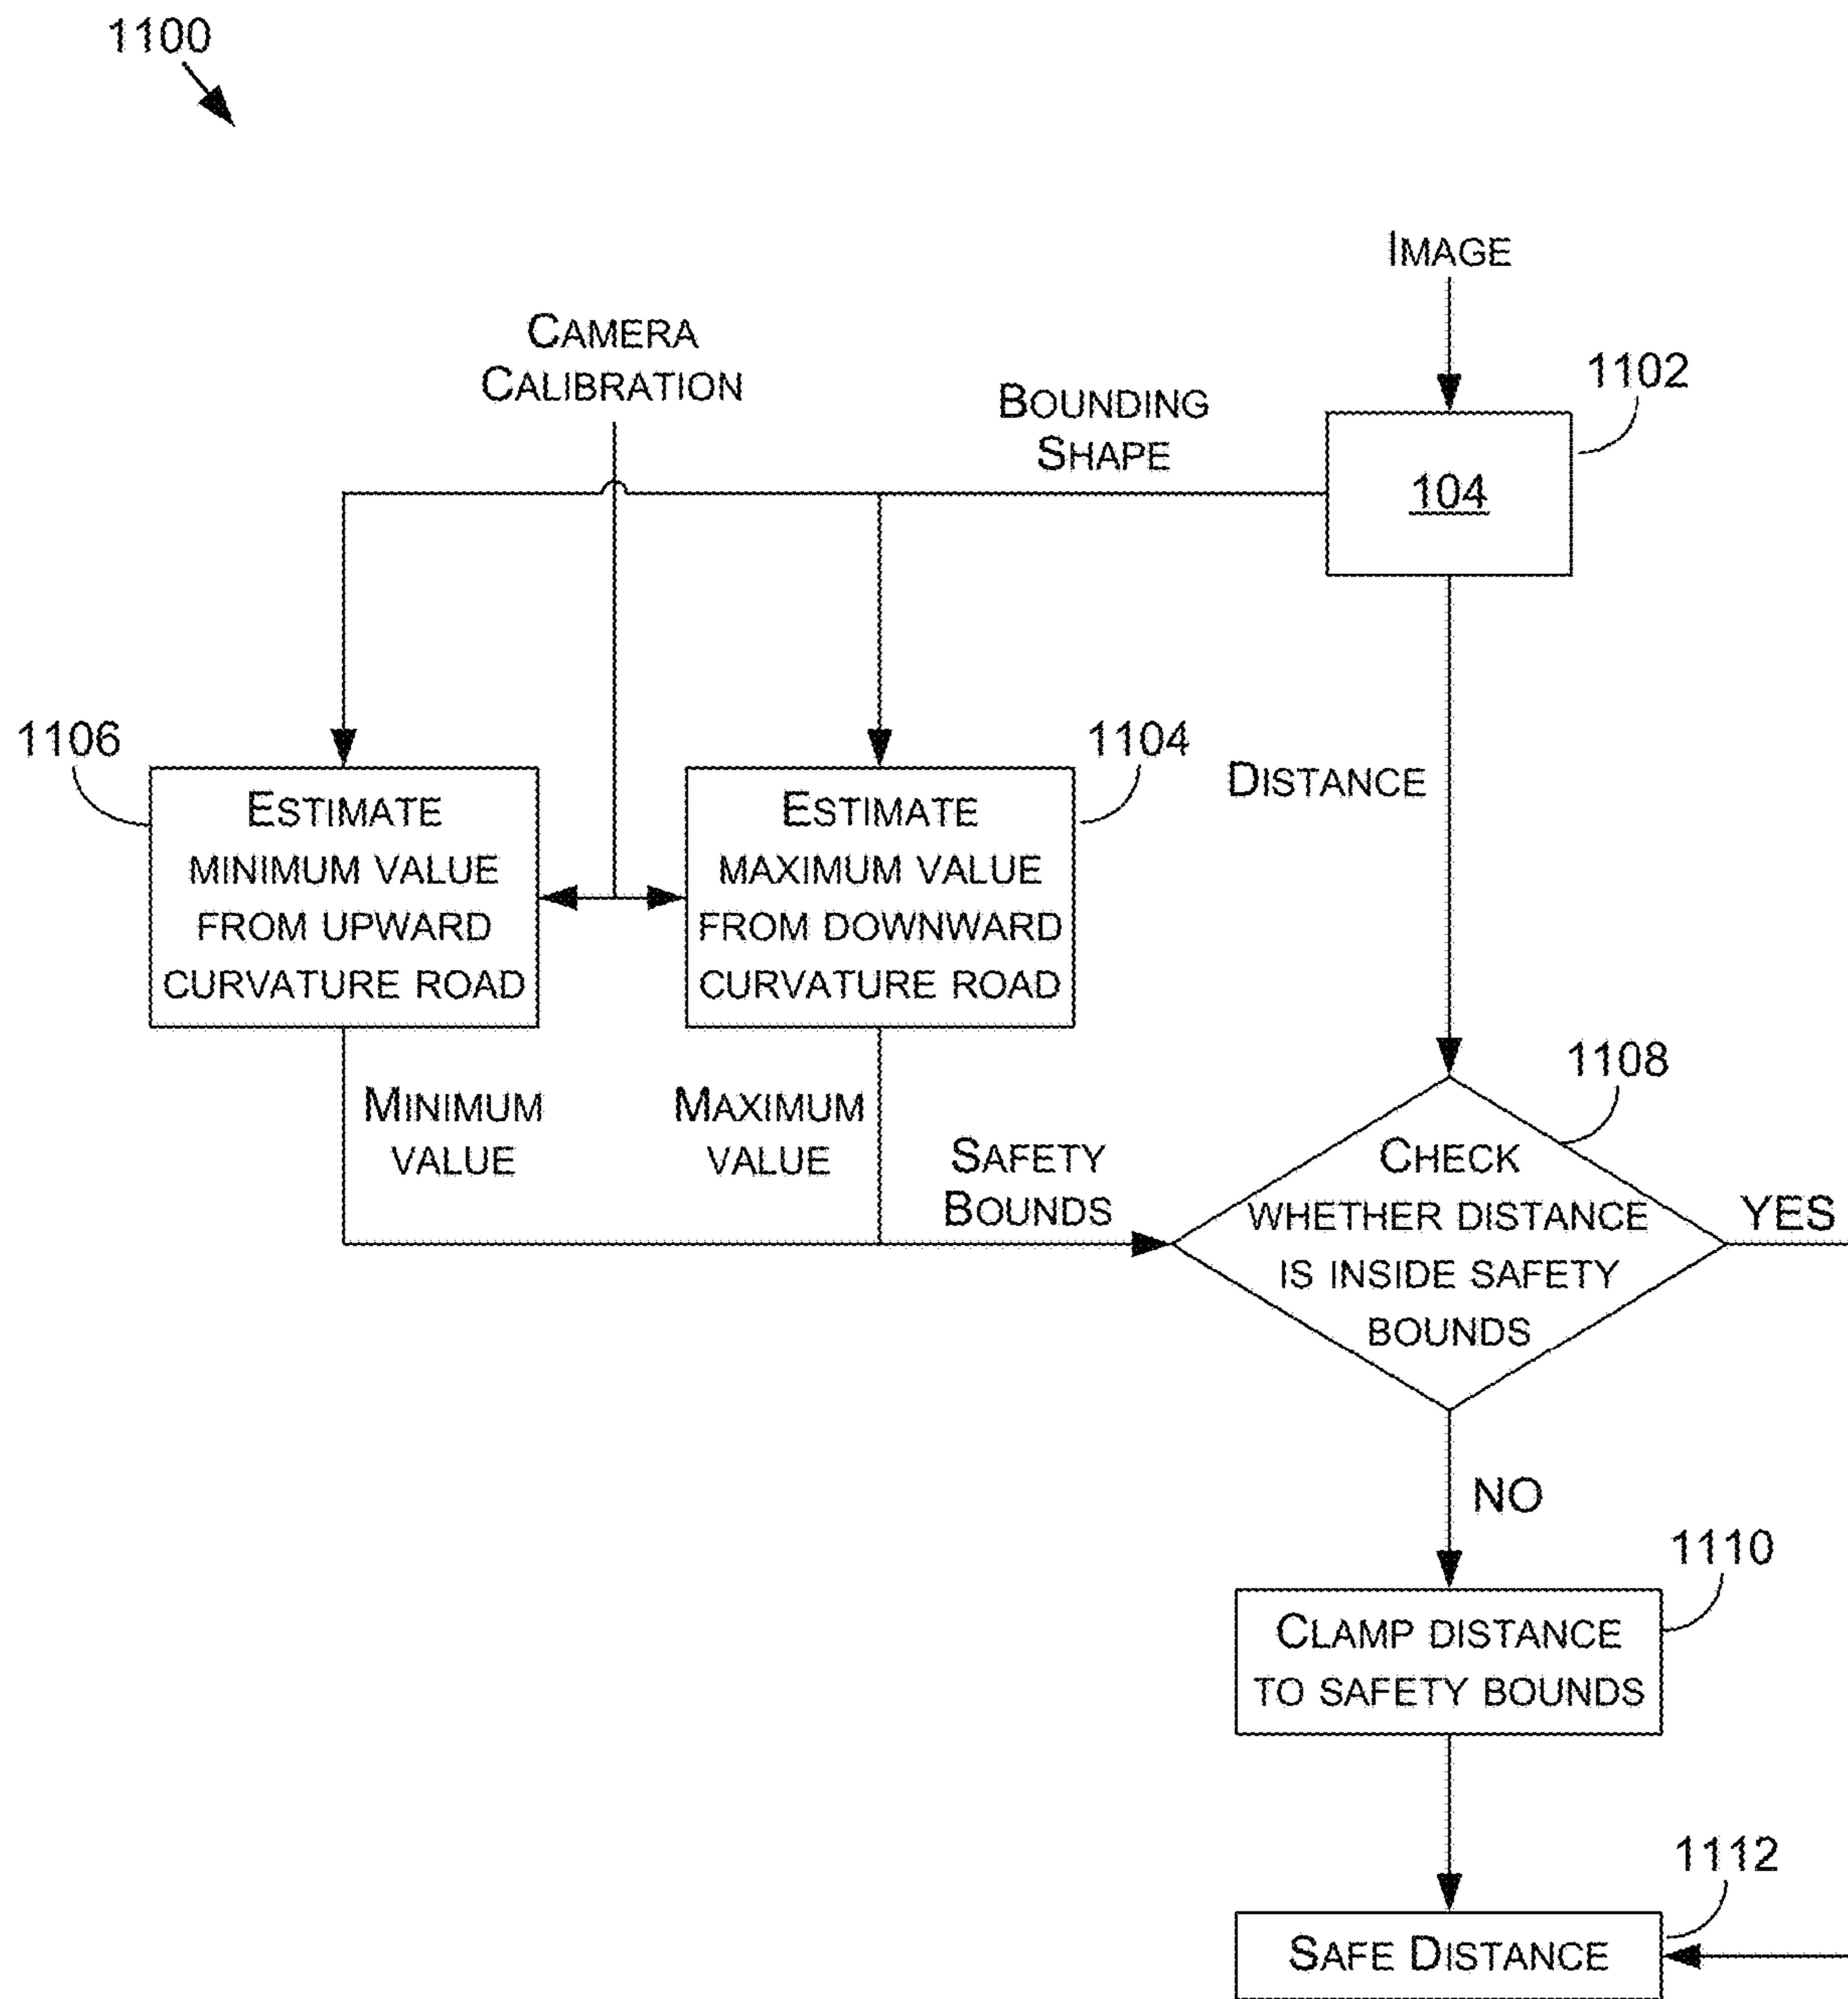 1100
IMAGE
CAMERA
CALIBRATION
BOUNDING
SHAPE
1102
104
1106
ESTIMATE
MINIMUM VALUE
FROM UPWARD
CURVATURE ROAD
1104
ESTIMATE
MAXIMUM VALUE
FROM DOWNWARD
CURVATURE ROAD
DISTANCE
MINIMUM
VALUE
MAXIMUM
VALUE
SAFETY
BOUNDS
1108
CHECK
WHETHER DISTANCE
IS INSIDE SAFETY
BOUNDS
YES
NO
1110
CLAMP DISTANCE
TO SAFETY BOUNDS
1112
SAFE DISTANCE